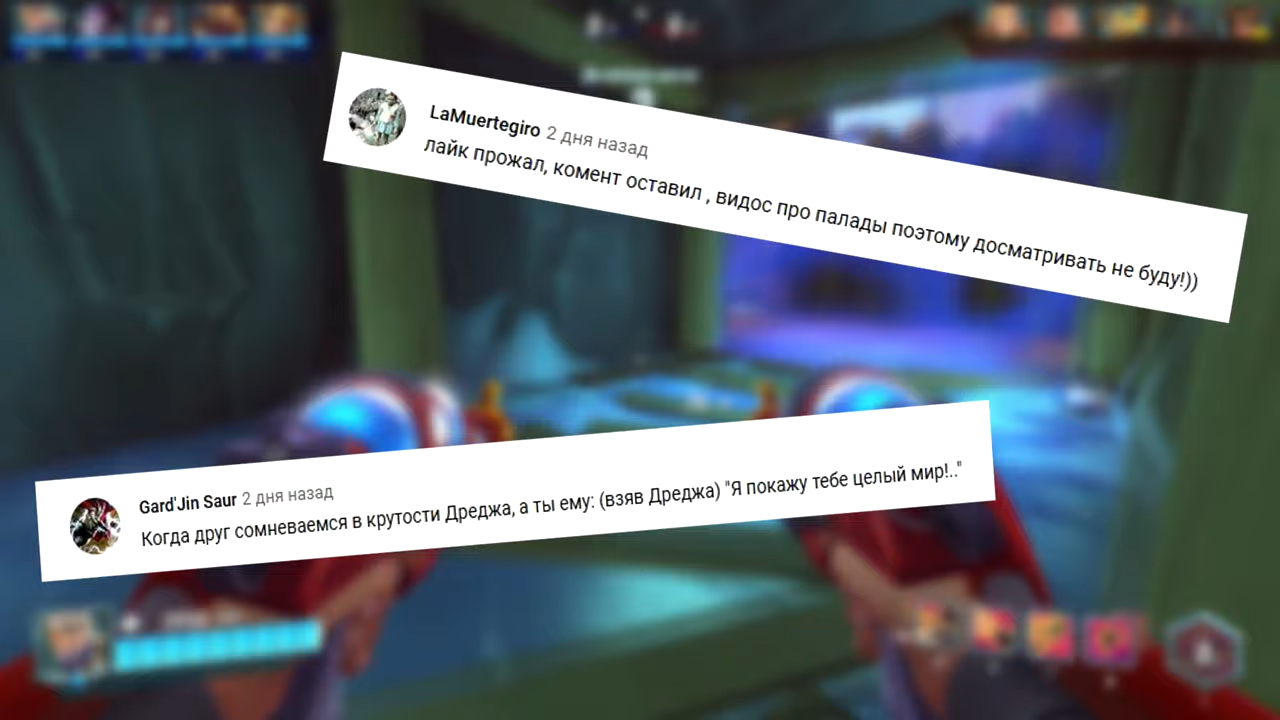 LaMuertegiro 2 дня назад
лайк прожал, комент оставил , видос про палады поэтому досматривать не буду!))
Gard'Jin Saur 2 дня назад
Когда друг сомневаемся в крутости Дреджа, а ты ему: (взяв Дреджа) "Я покажу тебе целый мир!.."